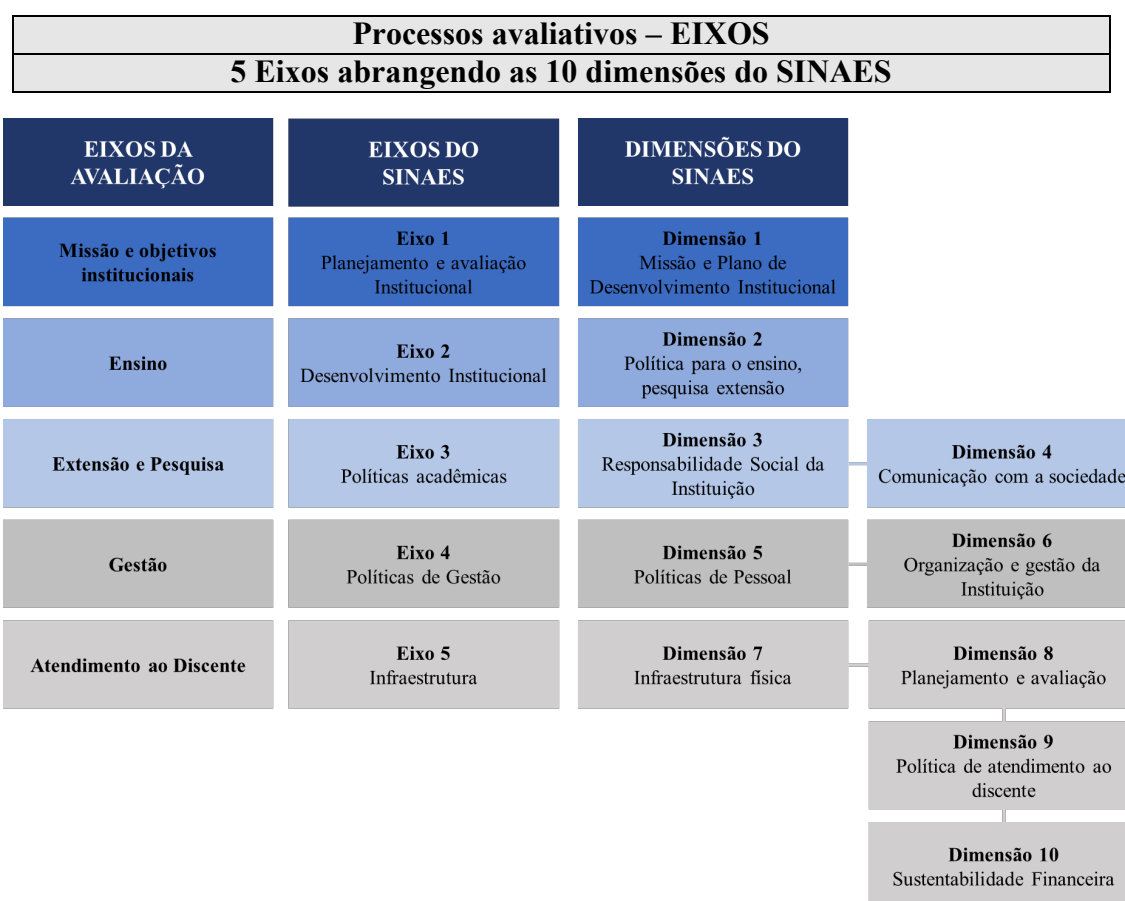 Processos avaliativos – EIXOS
5 Eixos abrangendo as 10 dimensões do SINAES
EIXOS DA
AVALIAÇÃO
EIXOS DO
SINAES
DIMENSÕES DO
SINAES
Missão e objetivos
institucionais
Eixo 1
Planejamento e avaliação
Institucional
Dimensão 1
Missão e Plano de
Desenvolvimento Institucional
Ensino
Eixo 2
Desenvolvimento Institucional
Dimensão 2
Política para o ensino,
pesquisa extensão
Extensão e Pesquisa
Eixo 3
Políticas acadêmicas
Dimensão 3
Responsabilidade Social da
Instituição
Dimensão 4
Comunicação com a sociedade
Gestão
Eixo 4
Políticas de Gestão
Dimensão 5
Políticas de Pessoal
Dimensão 6
Organização e gestão da
Instituição
Atendimento ao Discente
Eixo 5
Infraestrutura
Dimensão 7
Infraestrutura física
Dimensão 8
Planejamento e avaliação
Dimensão 9
Política de atendimento ao
discente
Dimensão 10
Sustentabilidade Financeira